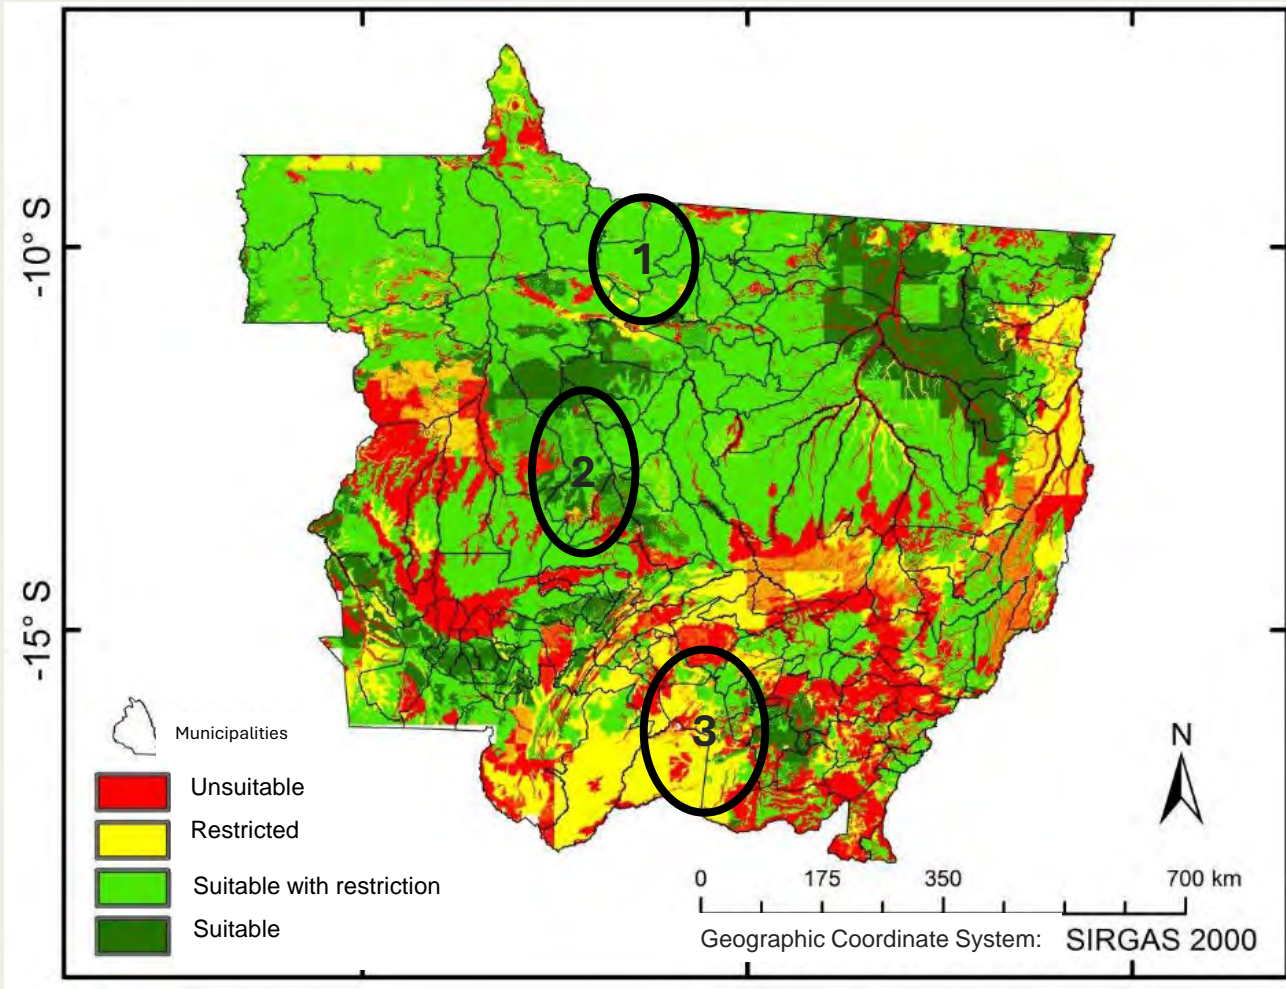 -10° S
1
2
-15° S
3
Municipalities
Unsuitable
Restricted
Suitable with restriction
Suitable
N
0 175 350 700 km
Geographic Coordinate System: SIRGAS 2000